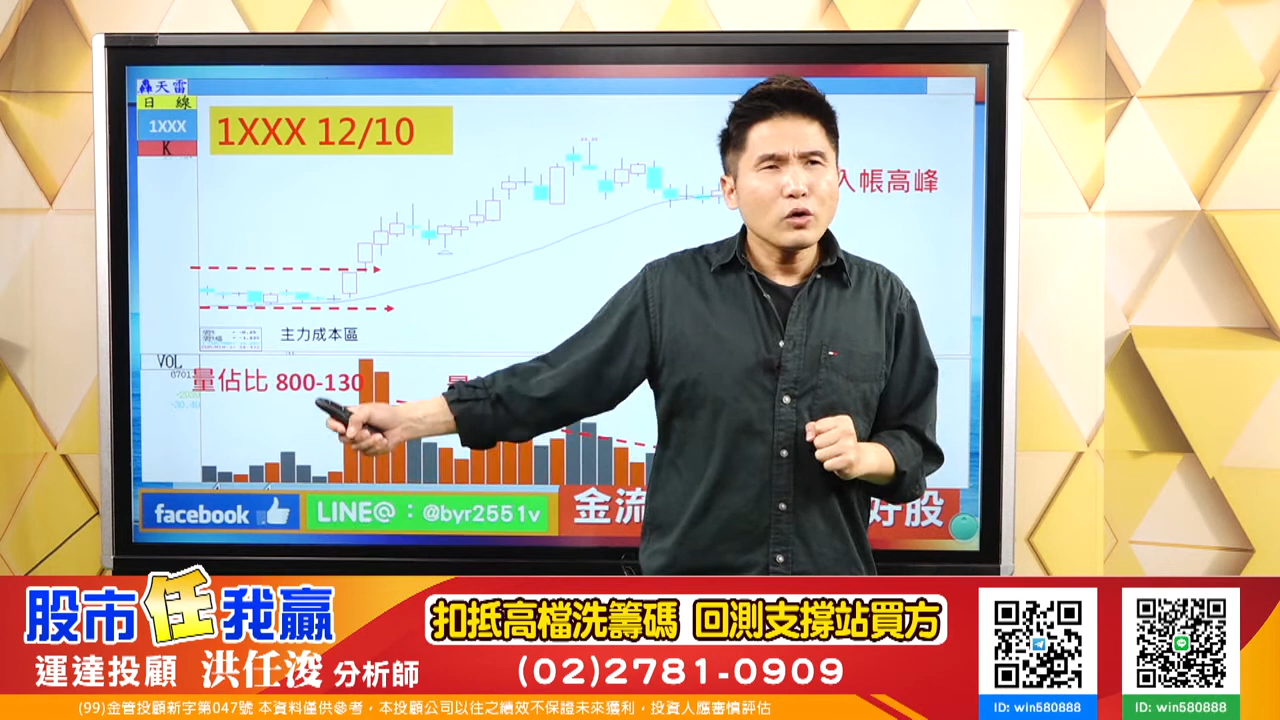 轟天雷
日 線
1XXX
K
1XXX 12/10
入帳高峰
主力成本區
VOL
量佔比 800-130
facebook
LINE@：@byr2551v
金流
好股
股市任我贏
運達投顧 洪任浚 分析師
扣抵高檔洗籌碼 回測支撐站買方
(02)2781-0909
ID: win580888
ID: win580888
(99)金管投顧新字第047號 本資料僅供參考，本投顧公司以往之績效不保證未來獲利，投資人應審慎評估